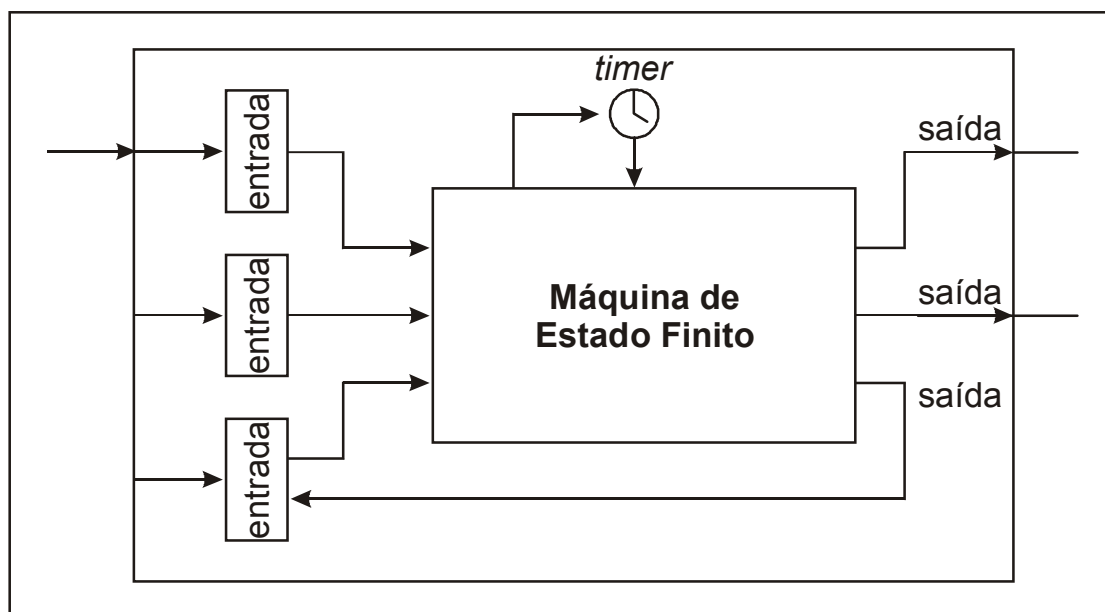 timer
entrada
saída
entrada
Máquina de
Estado Finito
saída
entrada
saída